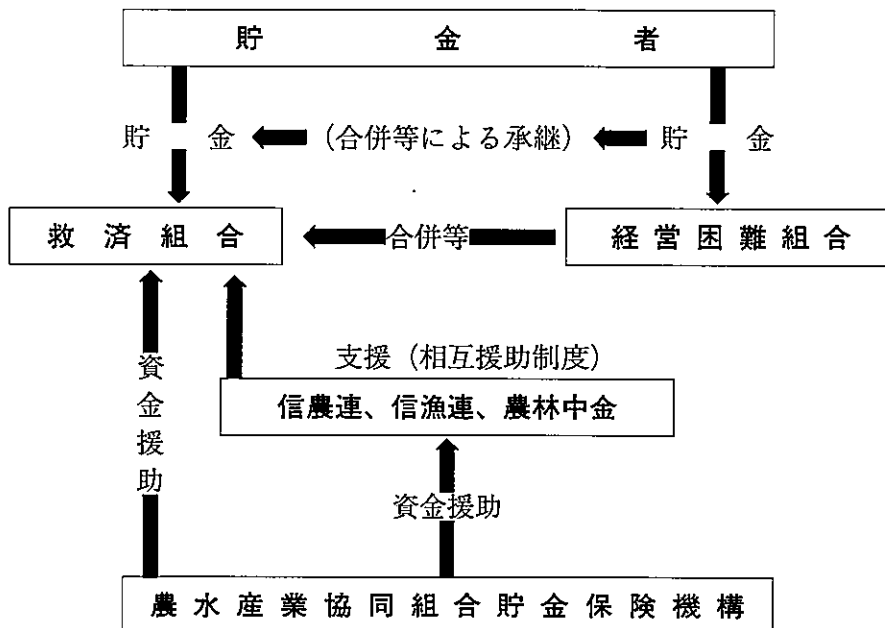 貯金者
貯金 (合併等による承継) 貯金
救済組合 合併等 経営困難組合
支援(相互援助制度)
資金援助
信農連、信漁連、農林中金
資金援助
農水産業協同組合貯金保険機構